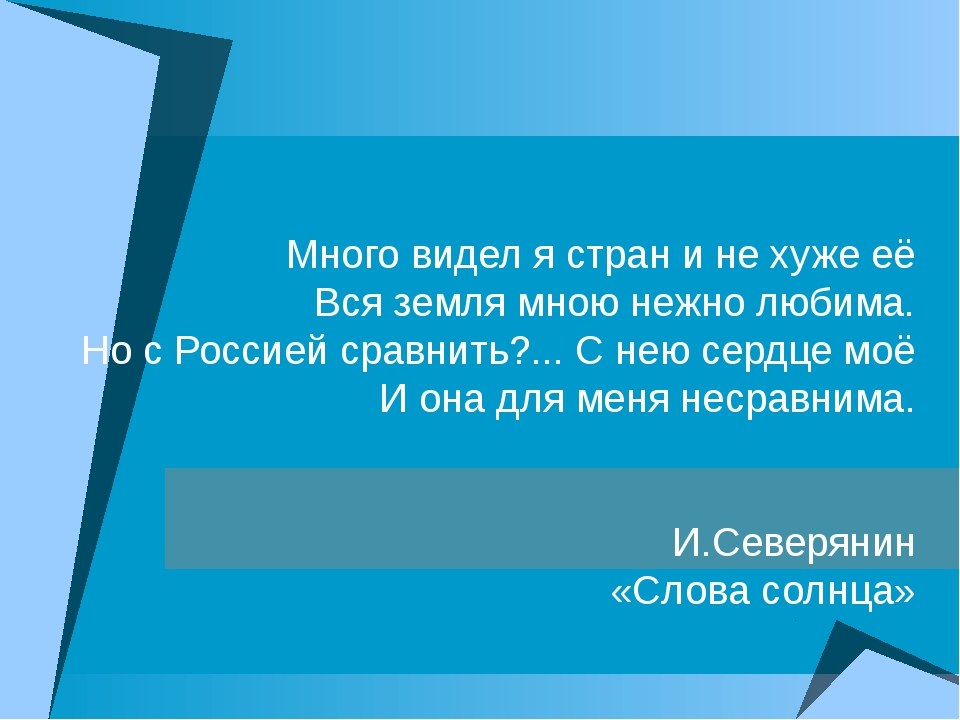 Много видел я стран и не хуже её
Вся земля мною нежно любима.
Но с Россией сравнить?... С нею сердце моё
И она для меня несравнима.
И.Северянин
«Слова солнца»